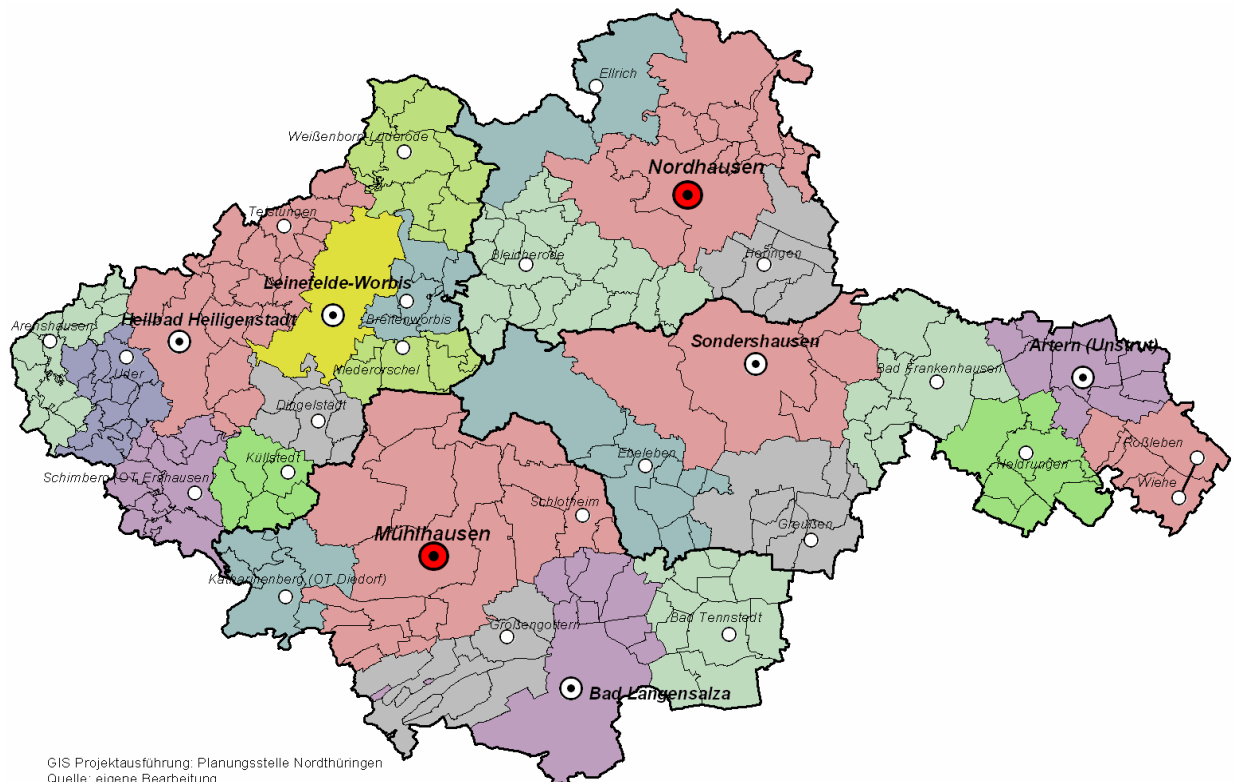 Ellrich
Weißenborn-Lüderode
Nordhausen
Teistungen
Bleicherode
Heringen
Leinefelde-Worbis
Heilbad Heiligenstadt
Breitenworbis
Arenshausen
Sondershausen
Artern (Unstrut)
Uder
Niederorschel
Bad Frankenhausen
Dingelstädt
Roßleben
Küllstedt
Ebeleben
Heldrungen
Schimberg (OT Ershausen)
Wiehe
Schlotheim
Greußen
Mühlhausen
Katharinenberg (OT Diedorf)
Großengottern
Bad Tennstedt
Bad Langensalza
GIS Projektausführung: Planungsstelle Nordthüringen
Quelle: eigene Bearbeitung